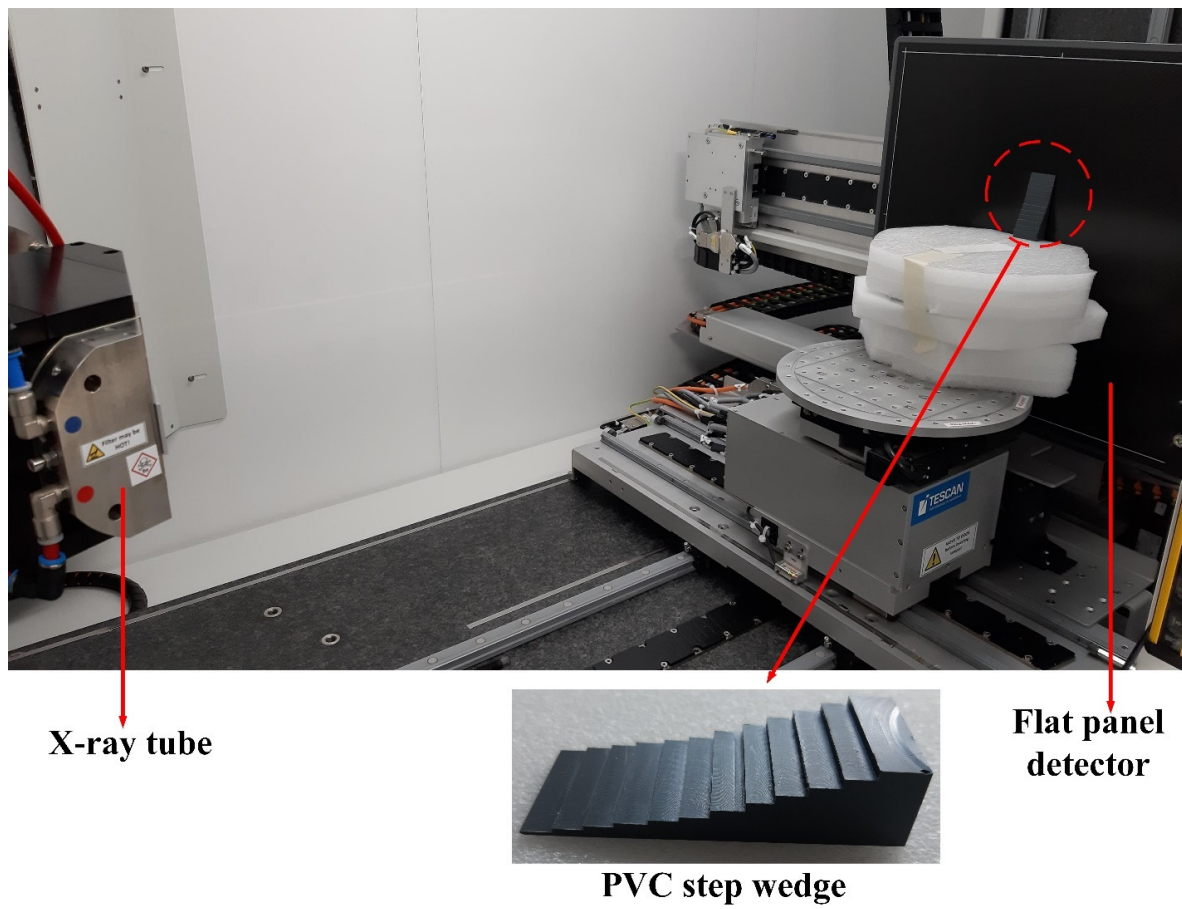 Filter may be
HOT!
TESCAN
X-ray tube
Flat panel
detector
PVC step wedge